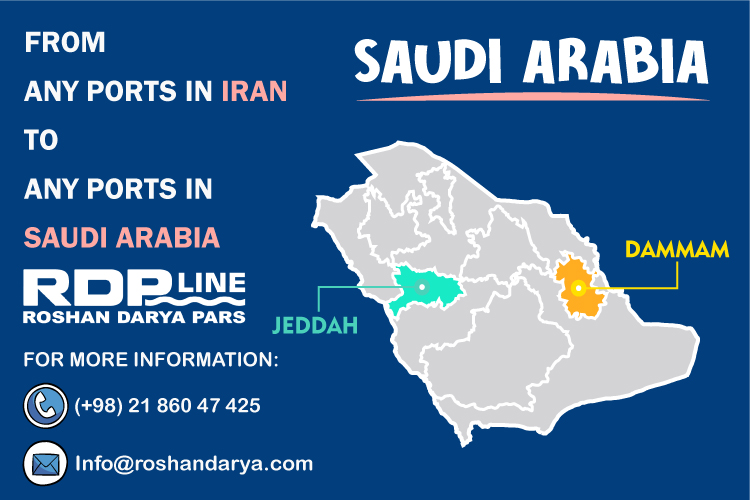 FROM
ANY PORTS IN IRAN
TO
ANY PORTS IN
SAUDI ARABIA
RDP LINE
ROSHAN DARYA PARS
FOR MORE INFORMATION:
(+98) 21 860 47 425
Info@roshandarya.com
SAUDI ARABIA
DAMMAM
JEDDAH